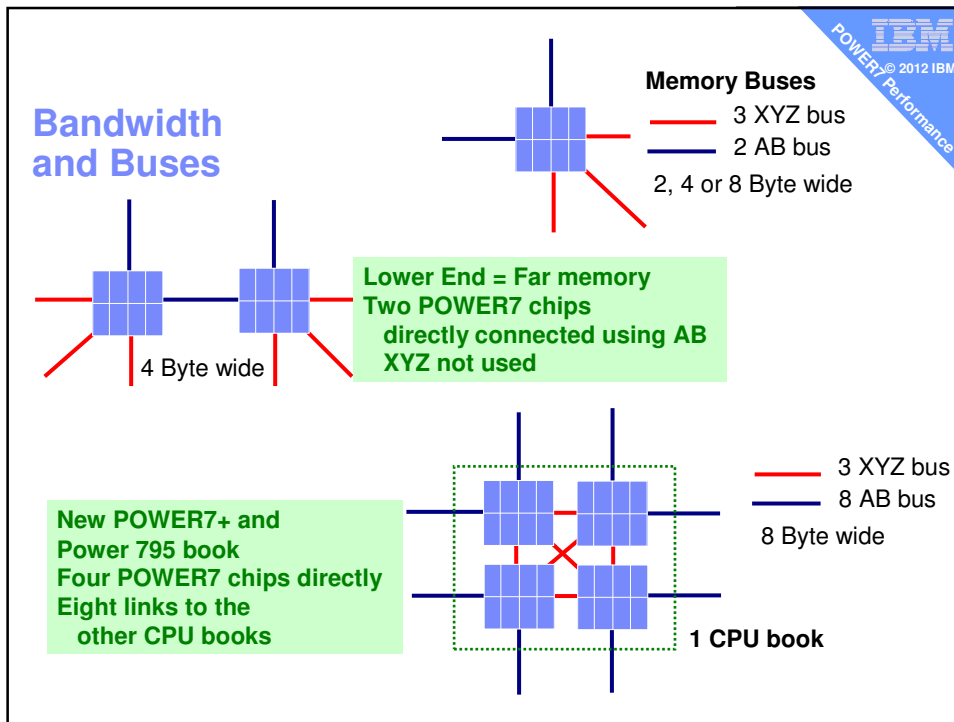 IBM
© 2012 IBM
POWER7 Performance
Bandwidth
and Buses
Memory Buses
3 XYZ bus
2 AB bus
2, 4 or 8 Byte wide
4 Byte wide
Lower End = Far memory
Two POWER7 chips
directly connected using AB
XYZ not used
New POWER7+ and
Power 795 book
Four POWER7 chips directly
Eight links to the
other CPU books
3 XYZ bus
8 AB bus
8 Byte wide
1 CPU book